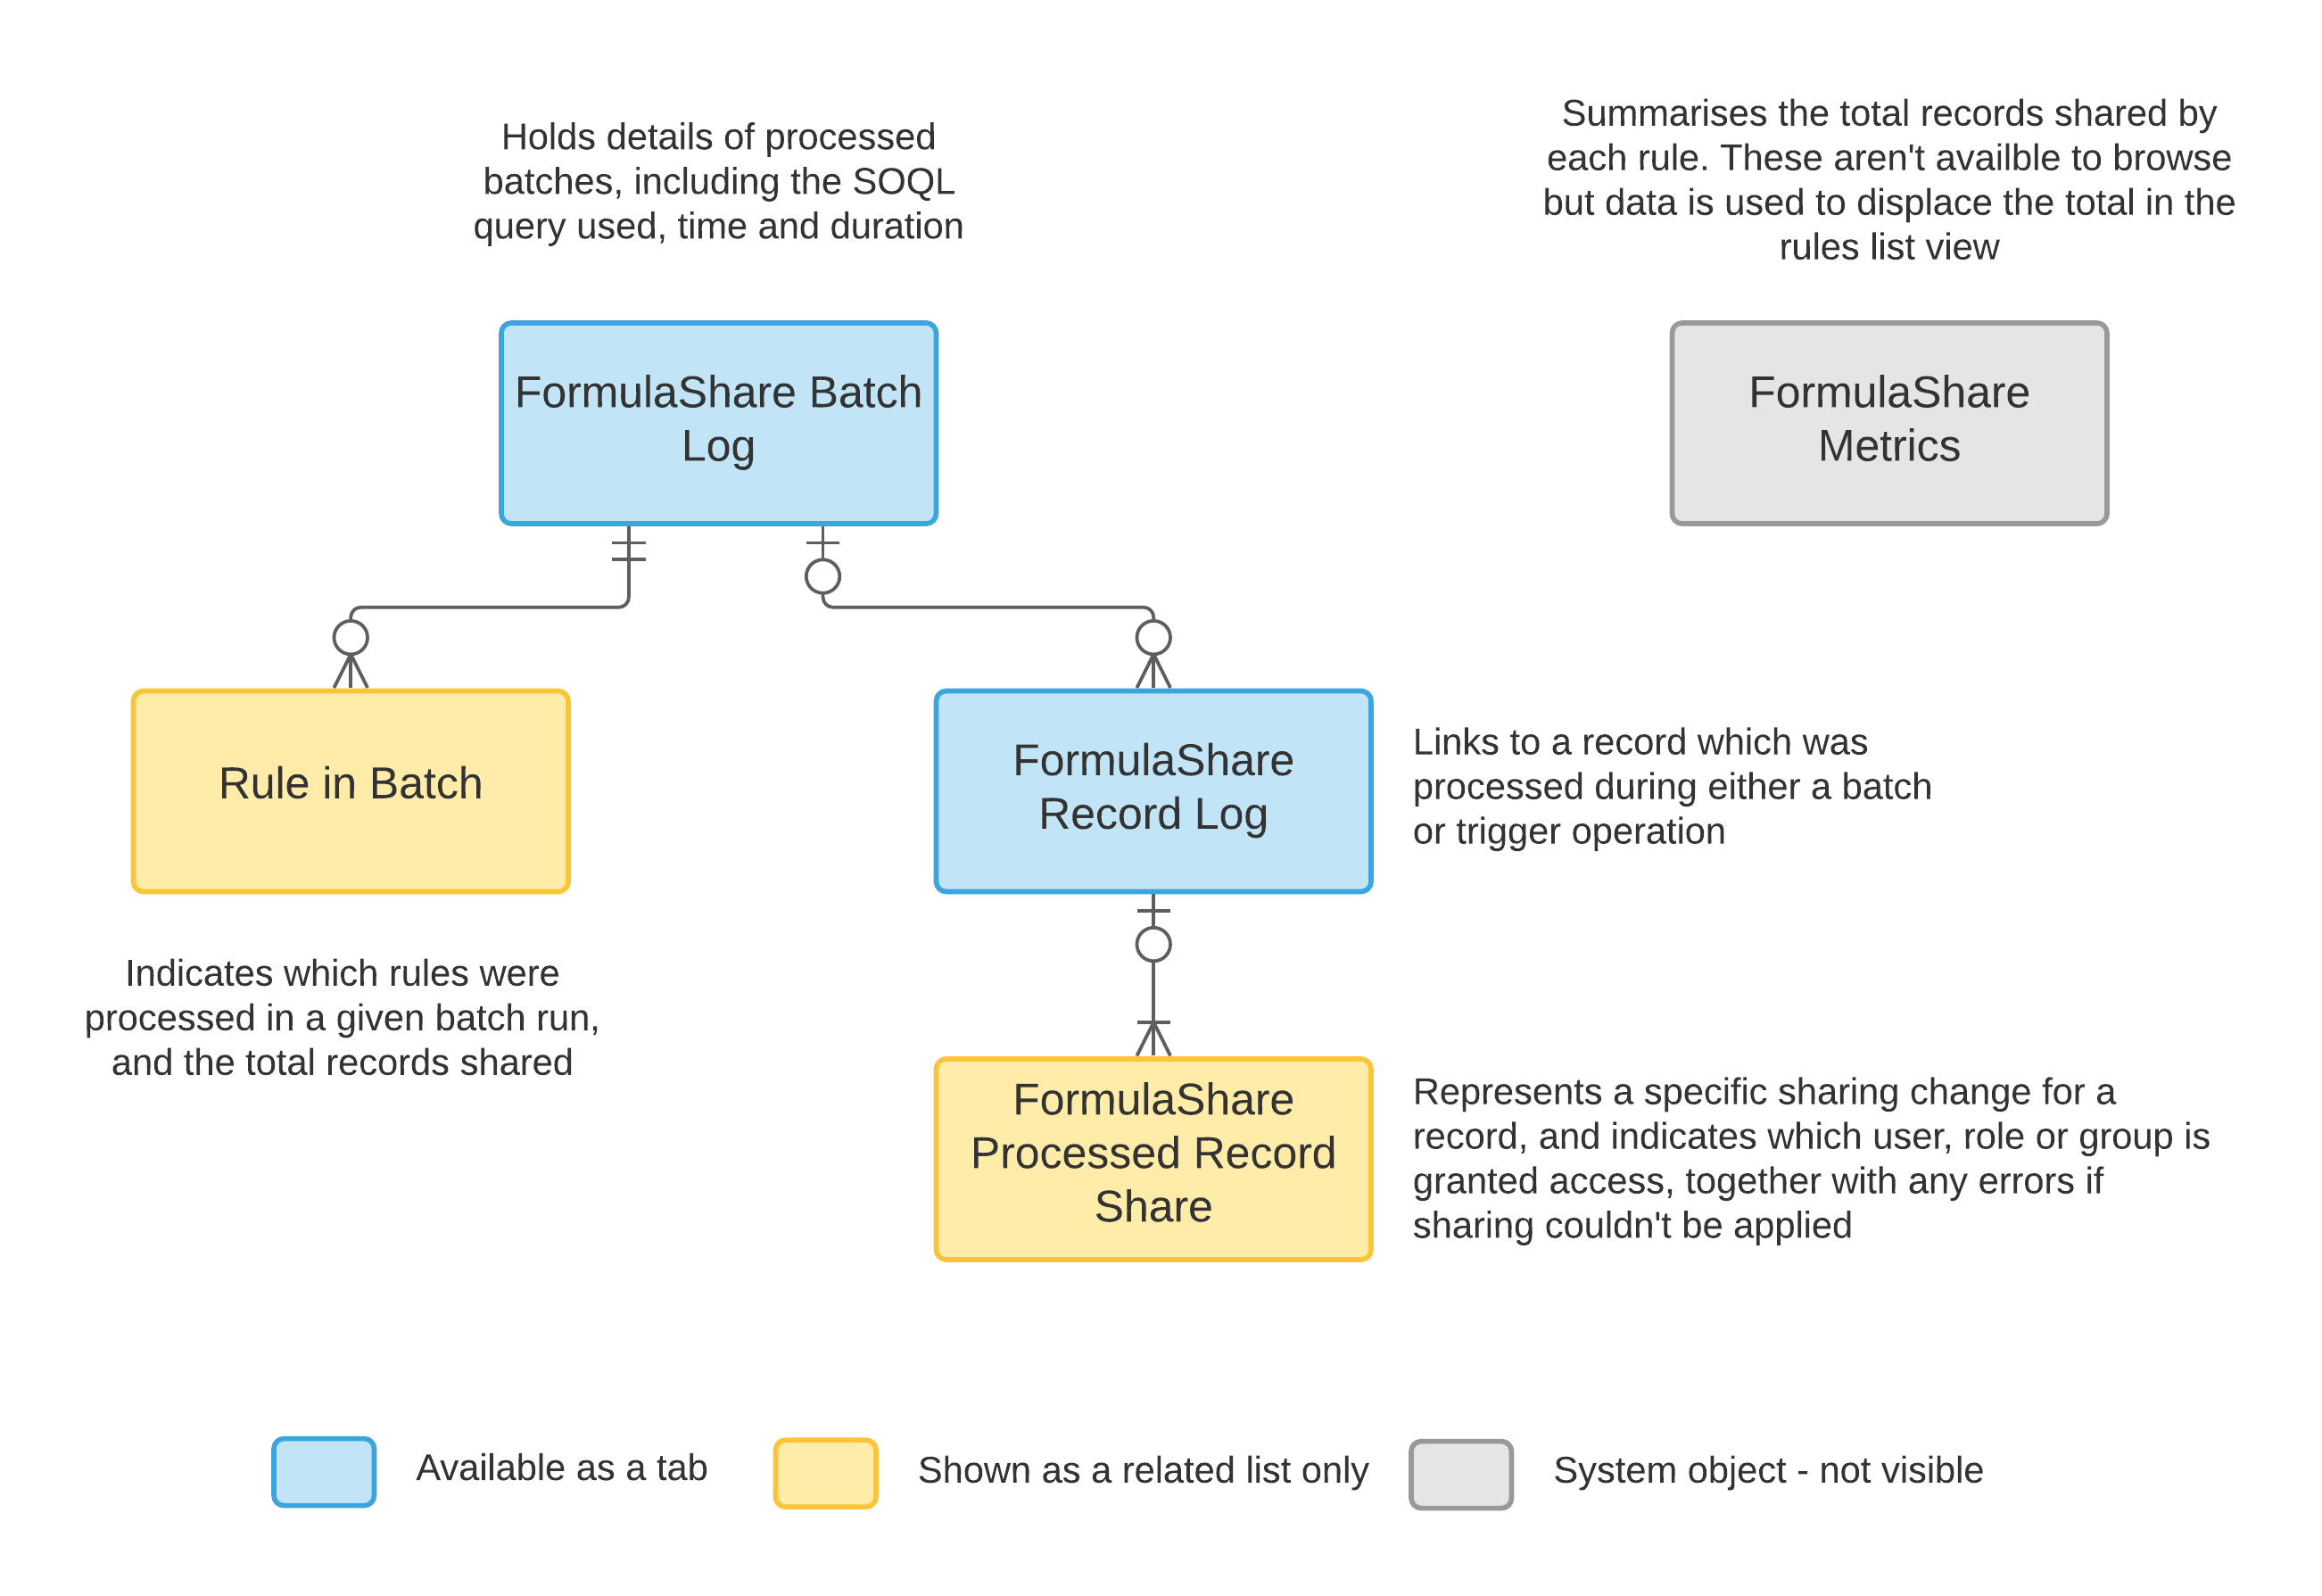 Holds details of processed
batches, including the SOQL
query used, time and duration
Summarises the total records shared by
each rule. These aren't availble to browse
but data is used to displace the total in the
rules list view
FormulaShare Batch
Log
FormulaShare
Metrics
Rule in Batch
FormulaShare
Record Log
Links to a record which was
processed during either a batch
or trigger operation
Indicates which rules were
processed in a given batch run,
and the total records shared
FormulaShare
Processed Record
Share
Represents a specific sharing change for a
record, and indicates which user, role or group is
granted access, together with any errors if
sharing couldn't be applied
Available as a tab
Shown as a related list only
System object - not visible